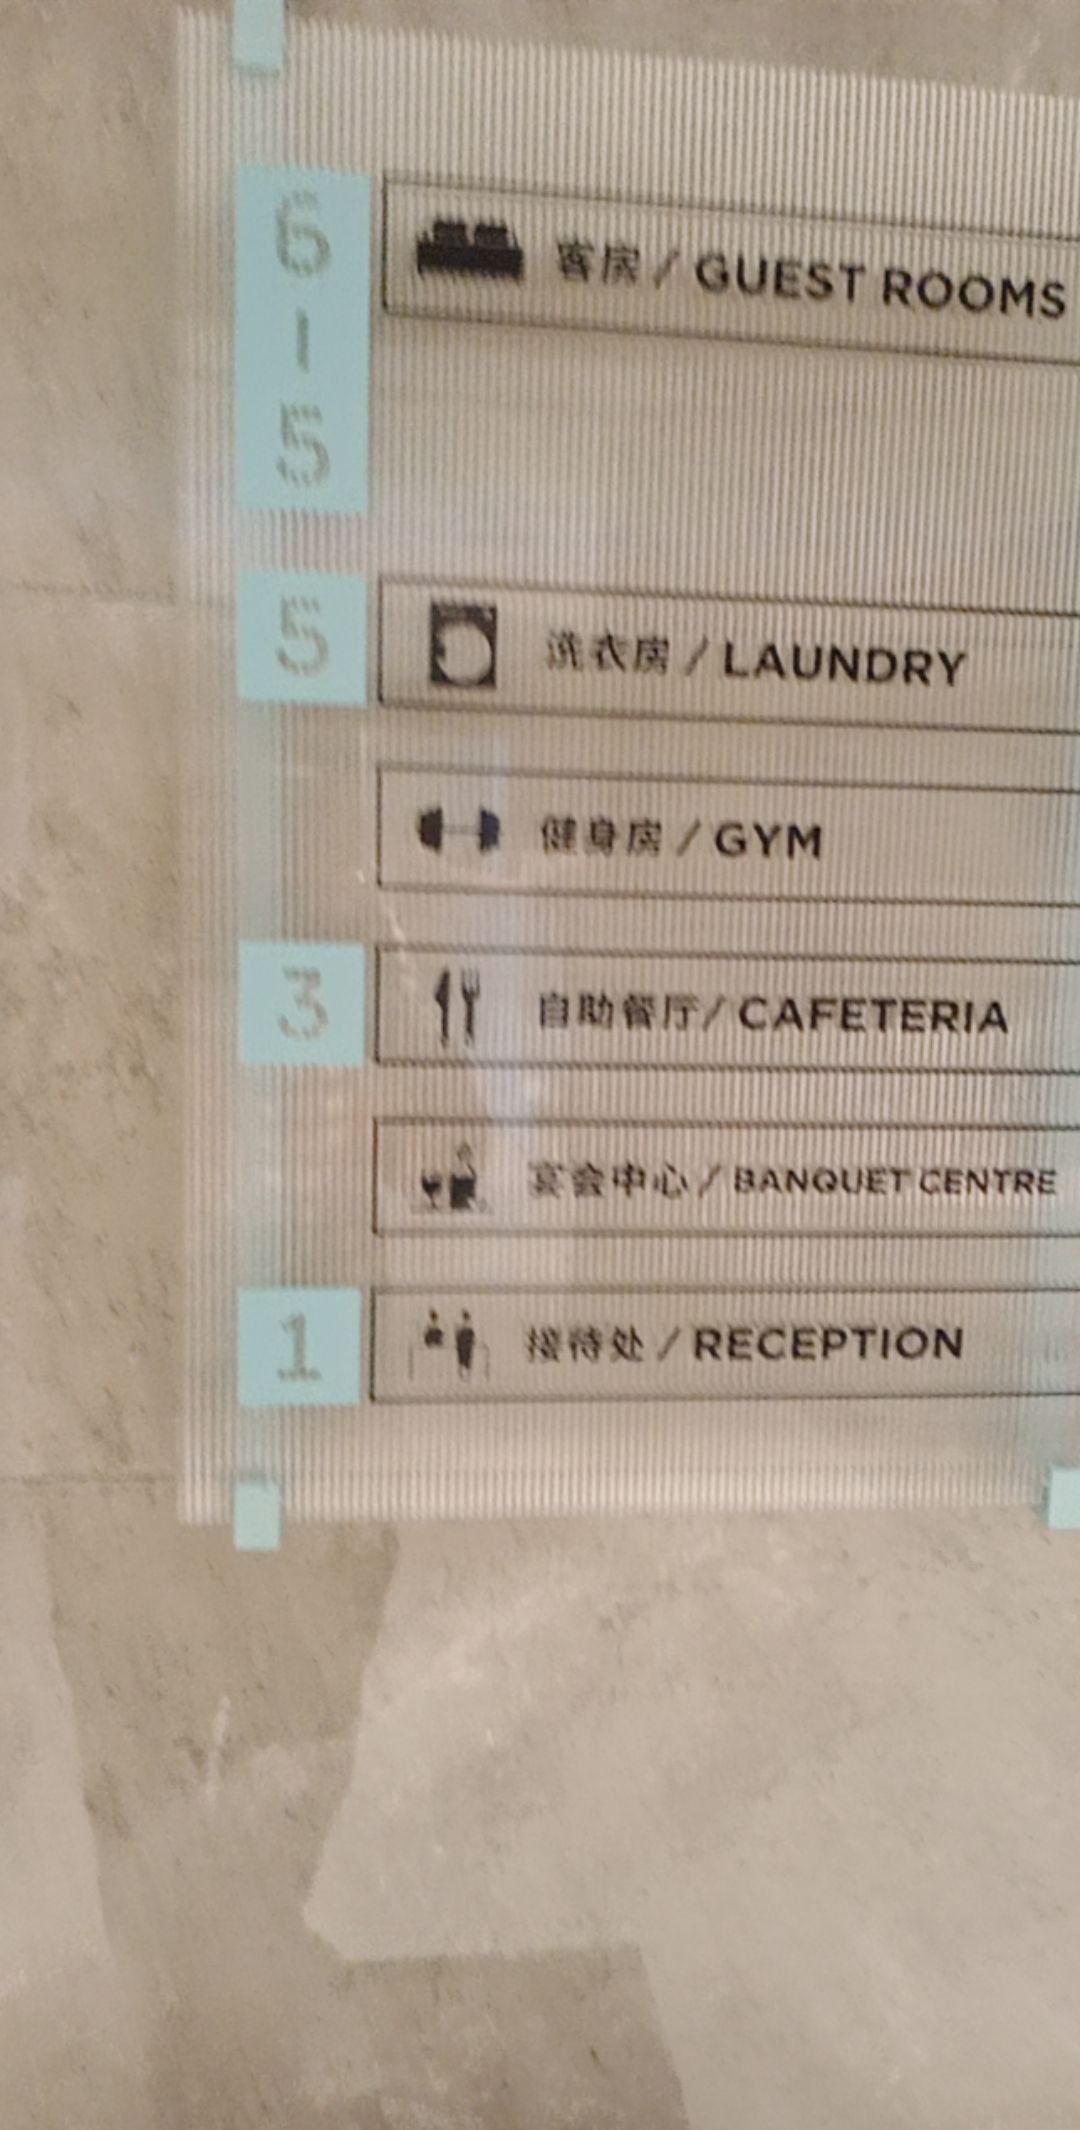 6
-
5
客房 / GUEST ROOMS
5
洗衣房 / LAUNDRY
健身房 / GYM
3
自助餐厅 / CAFETERIA
宴会中心 / BANQUET CENTRE
1
接待处 / RECEPTION